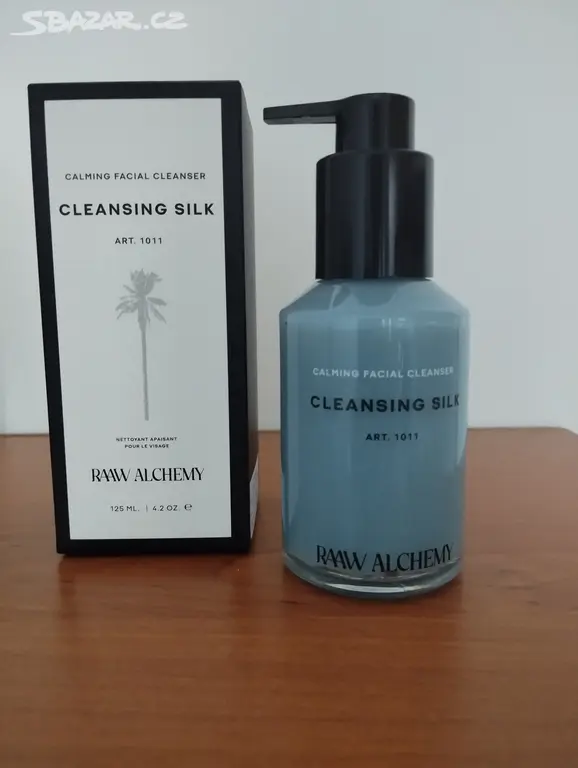 SBAZAR.CZ
CALMING FACIAL CLEANSER
CLEANSING SILK
ART. 1011
NETTOYANT APAISANT
POUR LE VISAGE
RAAW ALCHEMY
125 ML. | 4.2 OZ. ℮
CALMING FACIAL CLEANSER
CLEANSING SILK
ART. 1011
RAAW ALCHEMY